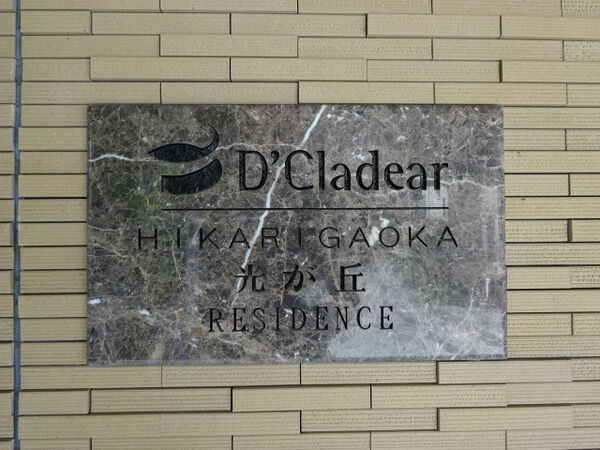 D'Cladear
HIKARIGAOKA
光が丘
RESIDENCE